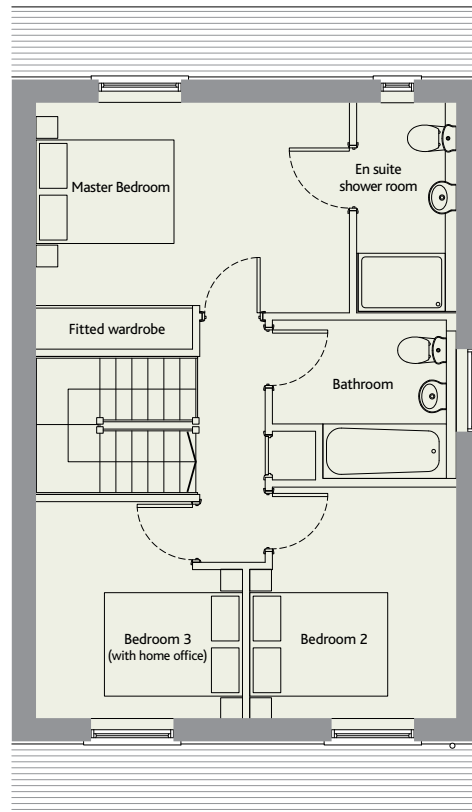 Master Bedroom
En suite
shower room
Fitted wardrobe
Bathroom
Bedroom 3
(with home office)
Bedroom 2